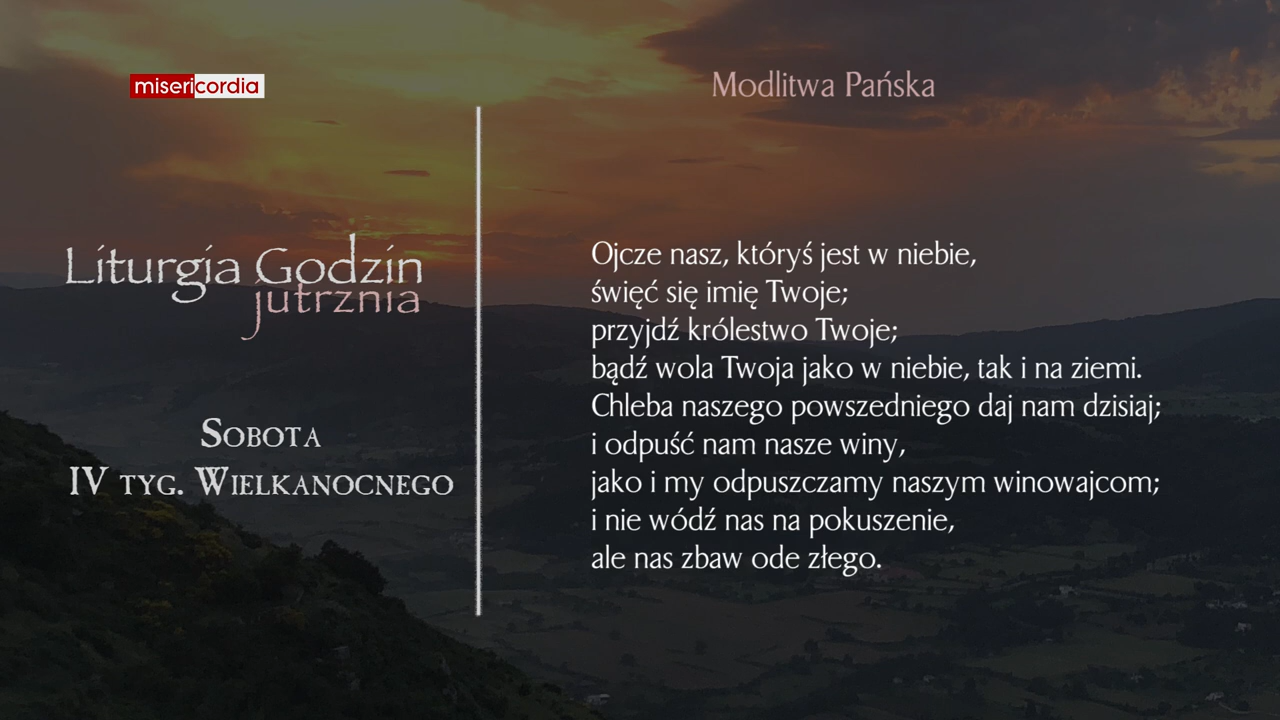 misericordia
Liturgia Godzin
jutrznia
Sobota
IV tyg. Wielkanocnego
Modlitwa Pańska
Ojcze nasz, któryś jest w niebie,
święć się imię Twoje;
przyjdź królestwo Twoje;
bądź wola Twoja jako w niebie, tak i na ziemi.
Chleba naszego powszedniego daj nam dzisiaj;
i odpuść nam nasze winy,
jako i my odpuszczamy naszym winowajcom;
i nie wódź nas na pokuszenie,
ale nas zbaw ode złego.